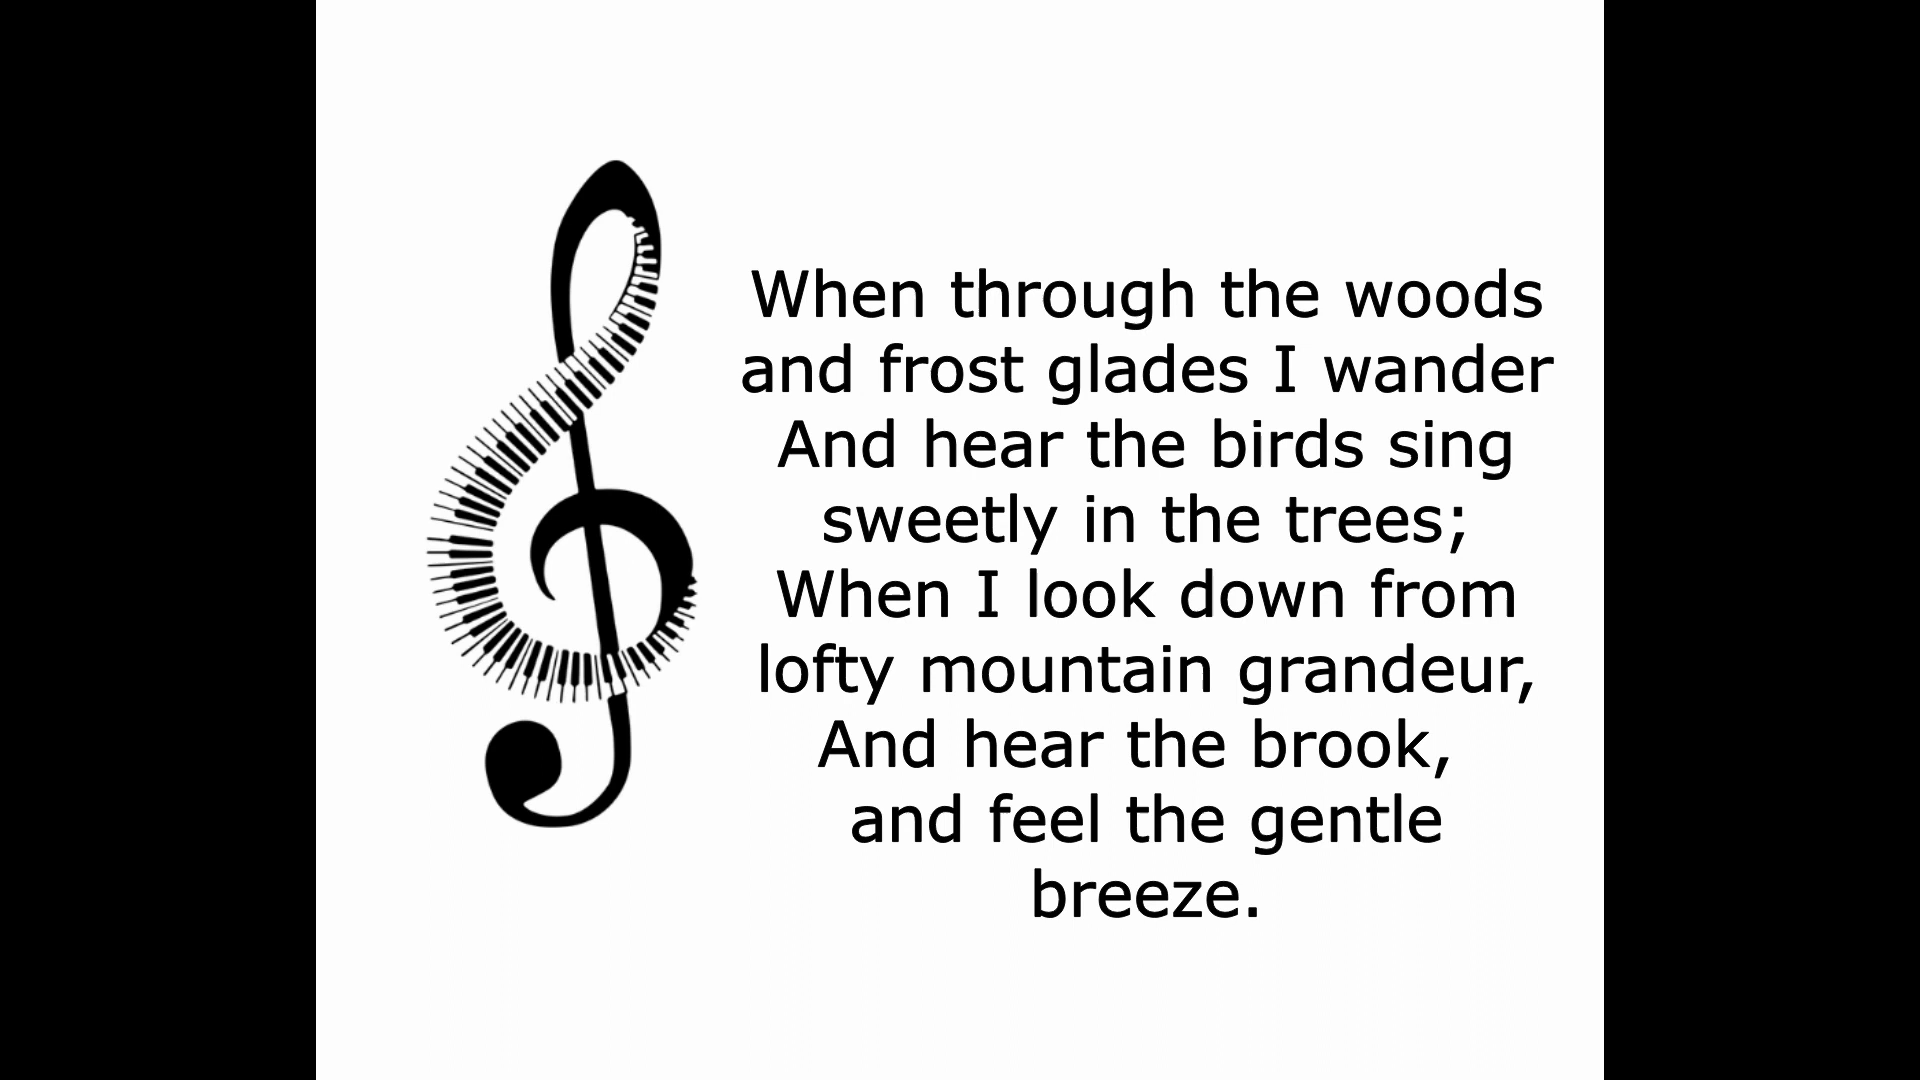 When through the woods
and frost glades I wander
And hear the birds sing
sweetly in the trees;
When I look down from
lofty mountain grandeur,
And hear the brook,
and feel the gentle
breeze.